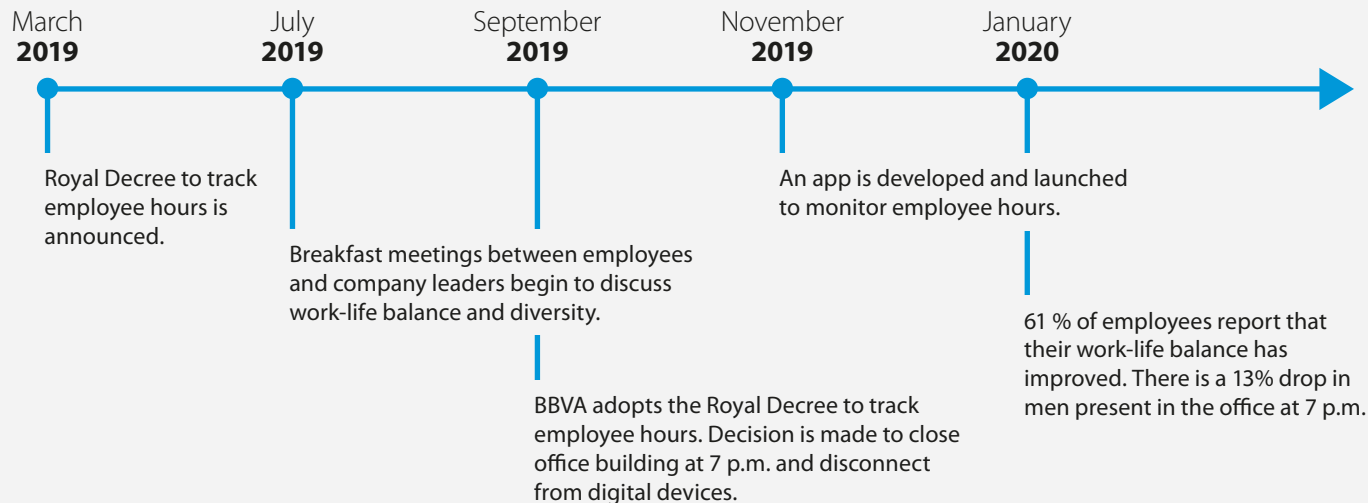 March
2019
July
2019
September
2019
November
2019
January
2020
Royal Decree to track
employee hours is
announced.
Breakfast meetings between employees
and company leaders begin to discuss
work-life balance and diversity.
BBVA adopts the Royal Decree to track
employee hours. Decision is made to close
office building at 7 p.m. and disconnect
from digital devices.
An app is developed and launched
to monitor employee hours.
61 % of employees report that
their work-life balance has
improved. There is a 13% drop in
men present in the office at 7 p.m.